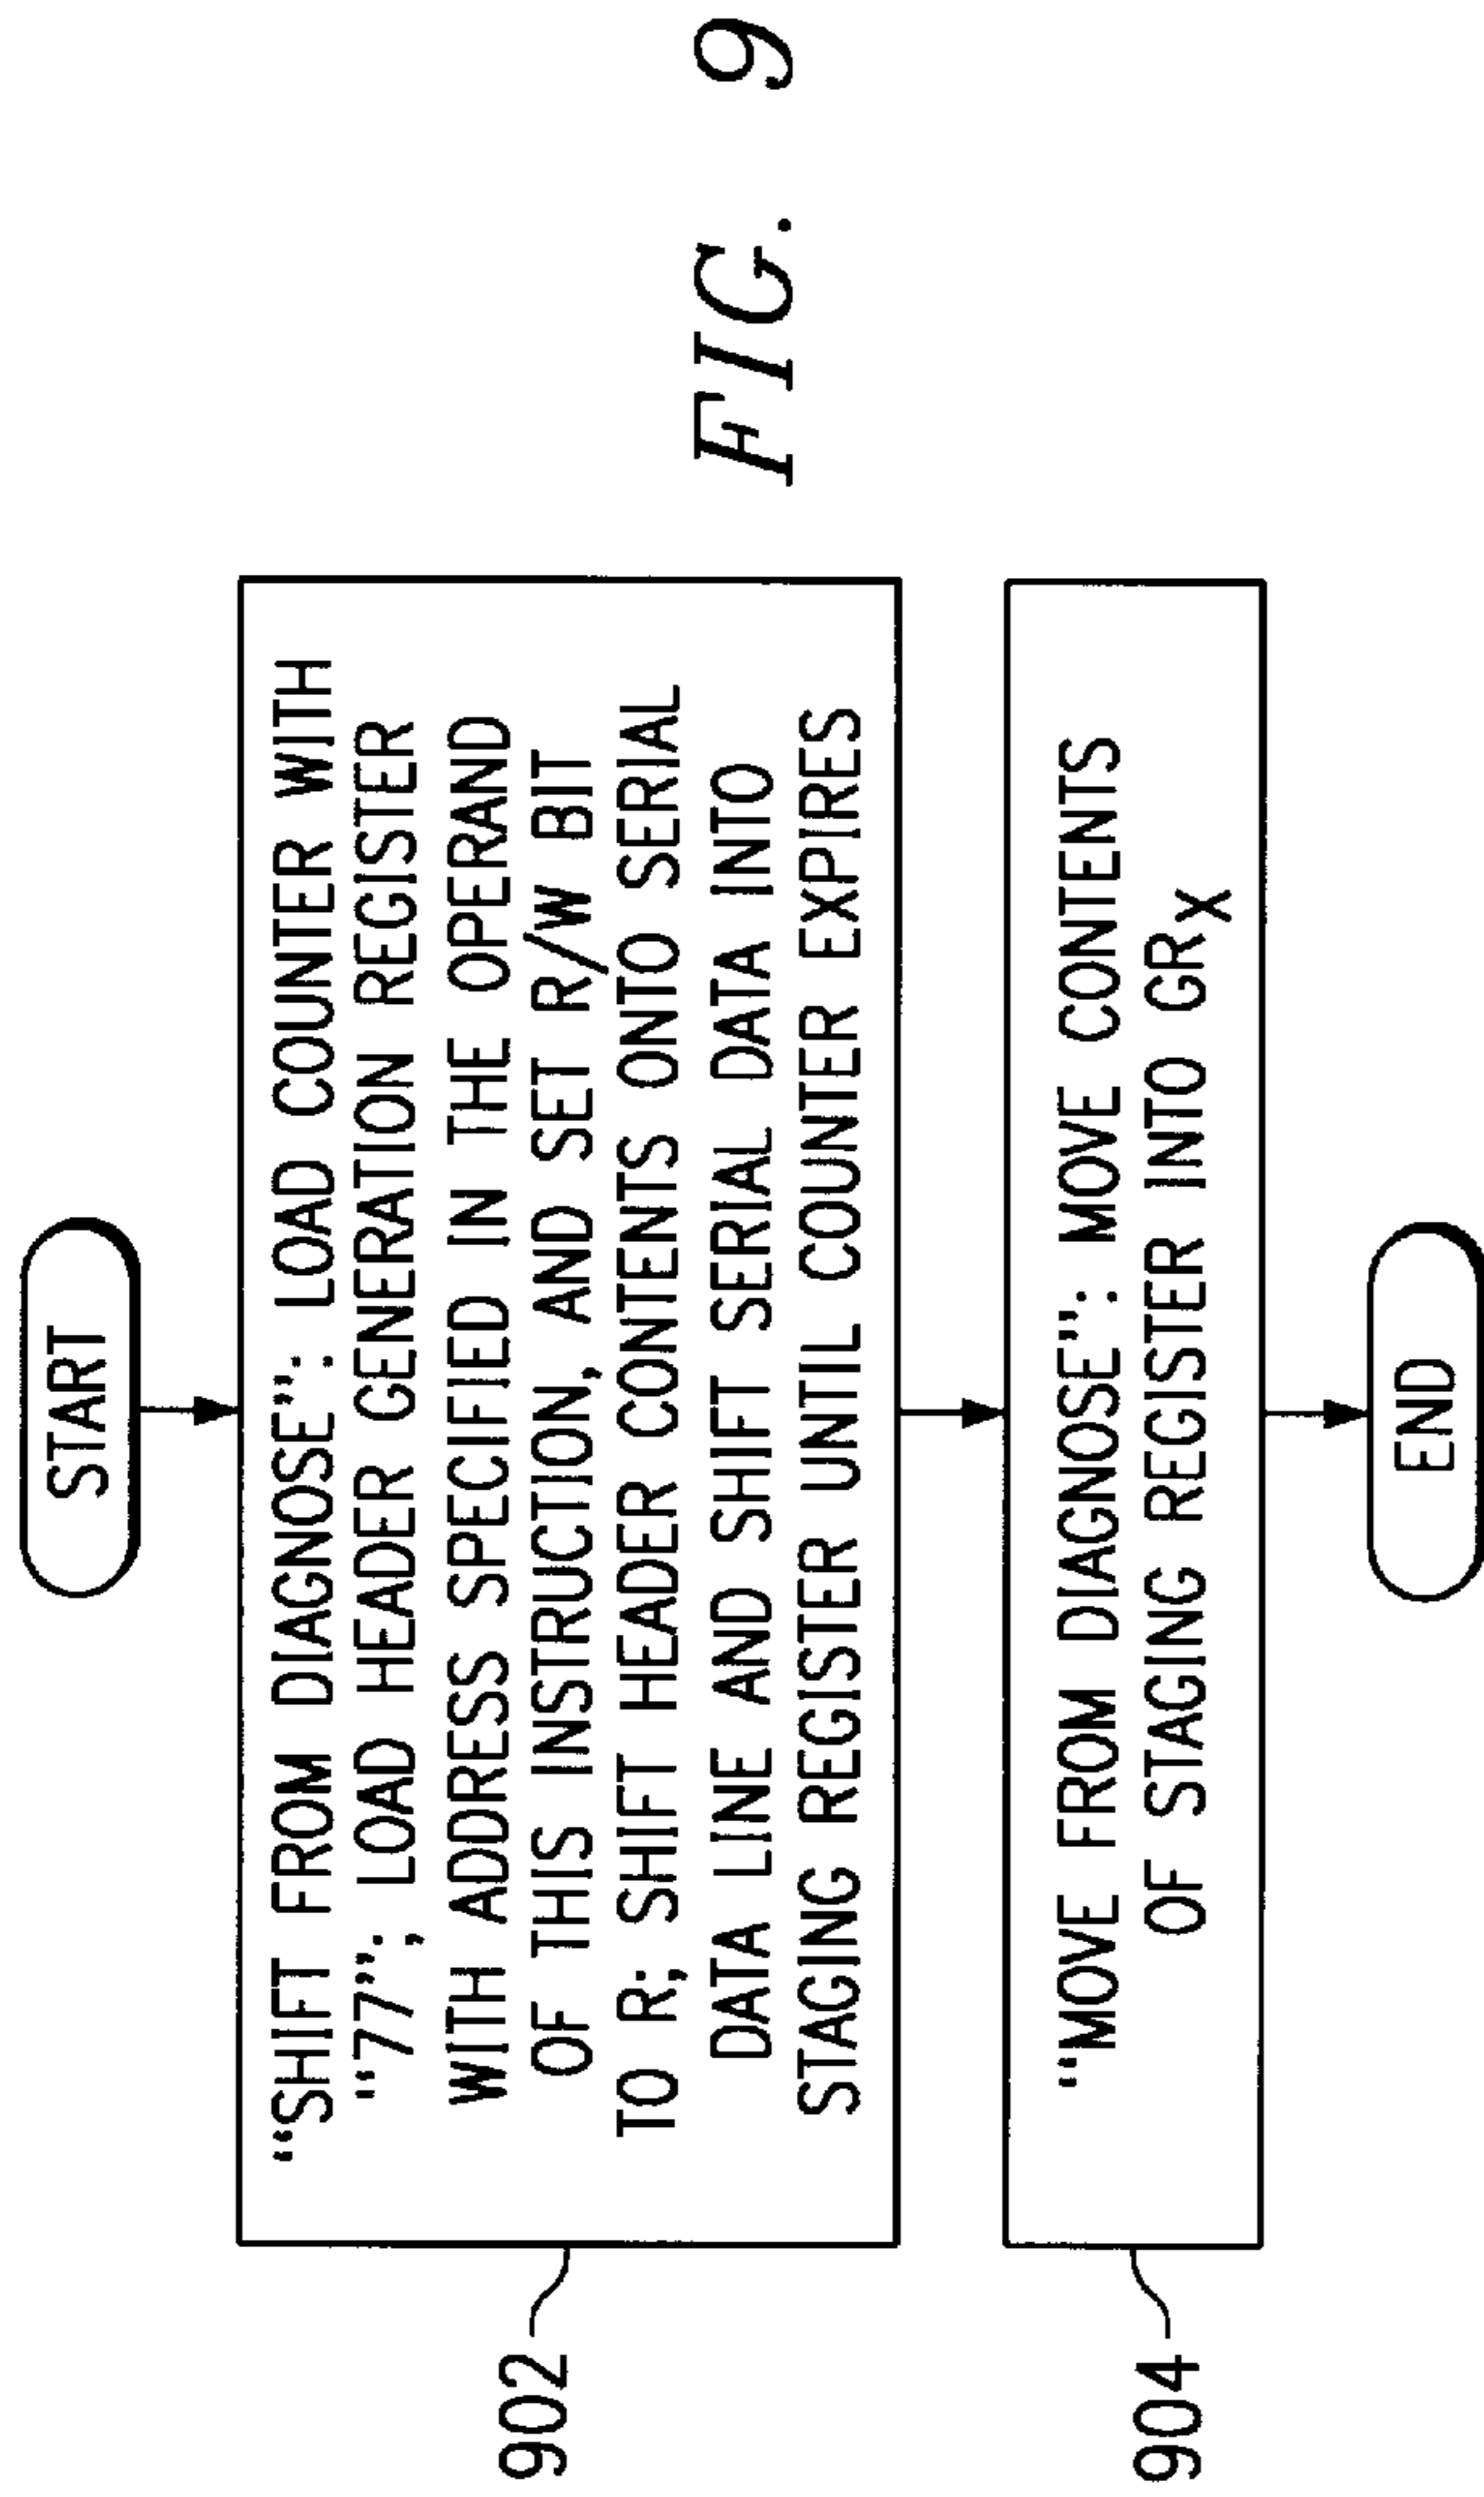 START
902
“SHIFT FROM DIAGNOSE”: LOAD COUNTER WITH
“77”; LOAD HEADER GENERATION REGISTER
WITH ADDRESS SPECIFIED IN THE OPERAND
OF THIS INSTRUCTION, AND SET R/W BIT
TO R; SHIFT HEADER CONTENTS ONTO SERIAL
DATA LINE AND SHIFT SERIAL DATA INTO
STAGING REGISTER UNTIL COUNTER EXPIRES
904
“MOVE FROM DIAGNOSE”: MOVE CONTENTS
OF STAGING REGISTER INTO GRX
END
FIG. 9